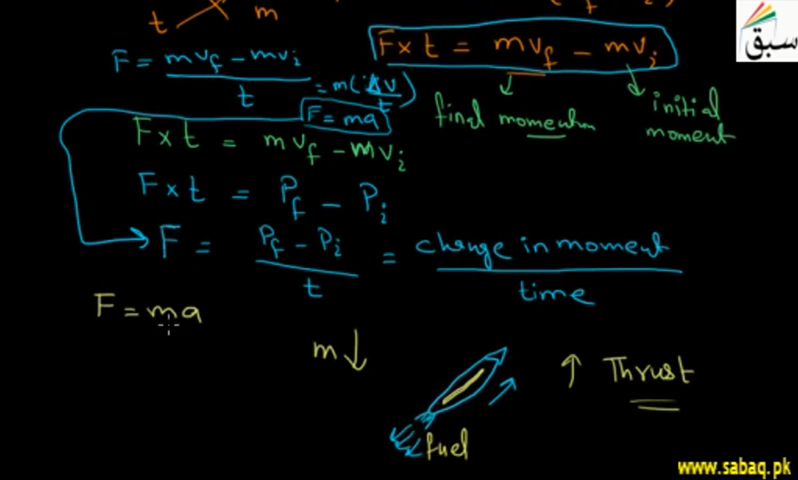 t m
سبق
F × t = mv_f − mv_i
F = mv_f − mv_i / t = m(Δv / t)
final momentum
initial moment
F = ma
F × t = mv_f − mv_i
F × t = P_f − P_i
F = P_f − P_i / t = change in moment / time
F = ma
m↓
↑ Thrust
fuel
www.sabaq.pk